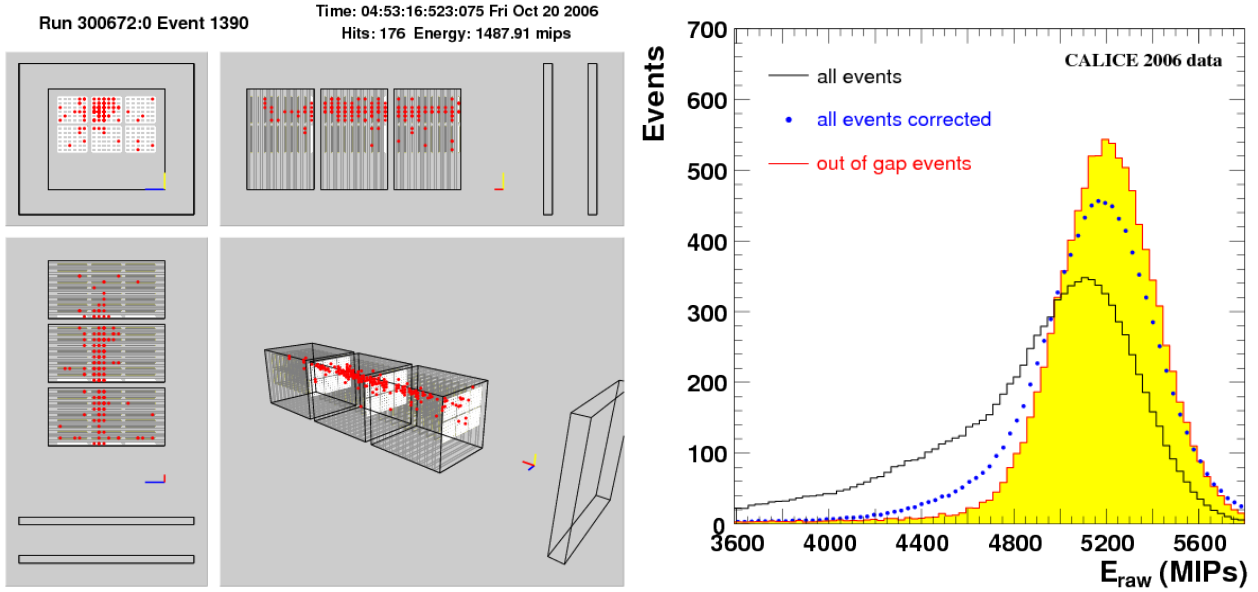 Run 300672:0 Event 1390
Time: 04:53:16:523:075 Fri Oct 20 2006
Hits: 176 Energy: 1487.91 mips
Events
700
600
500
400
300
200
100
0
CALICE 2006 data
all events
all events corrected
out of gap events
3600 4000 4400 4800 5200 5600
Eraw (MIPs)